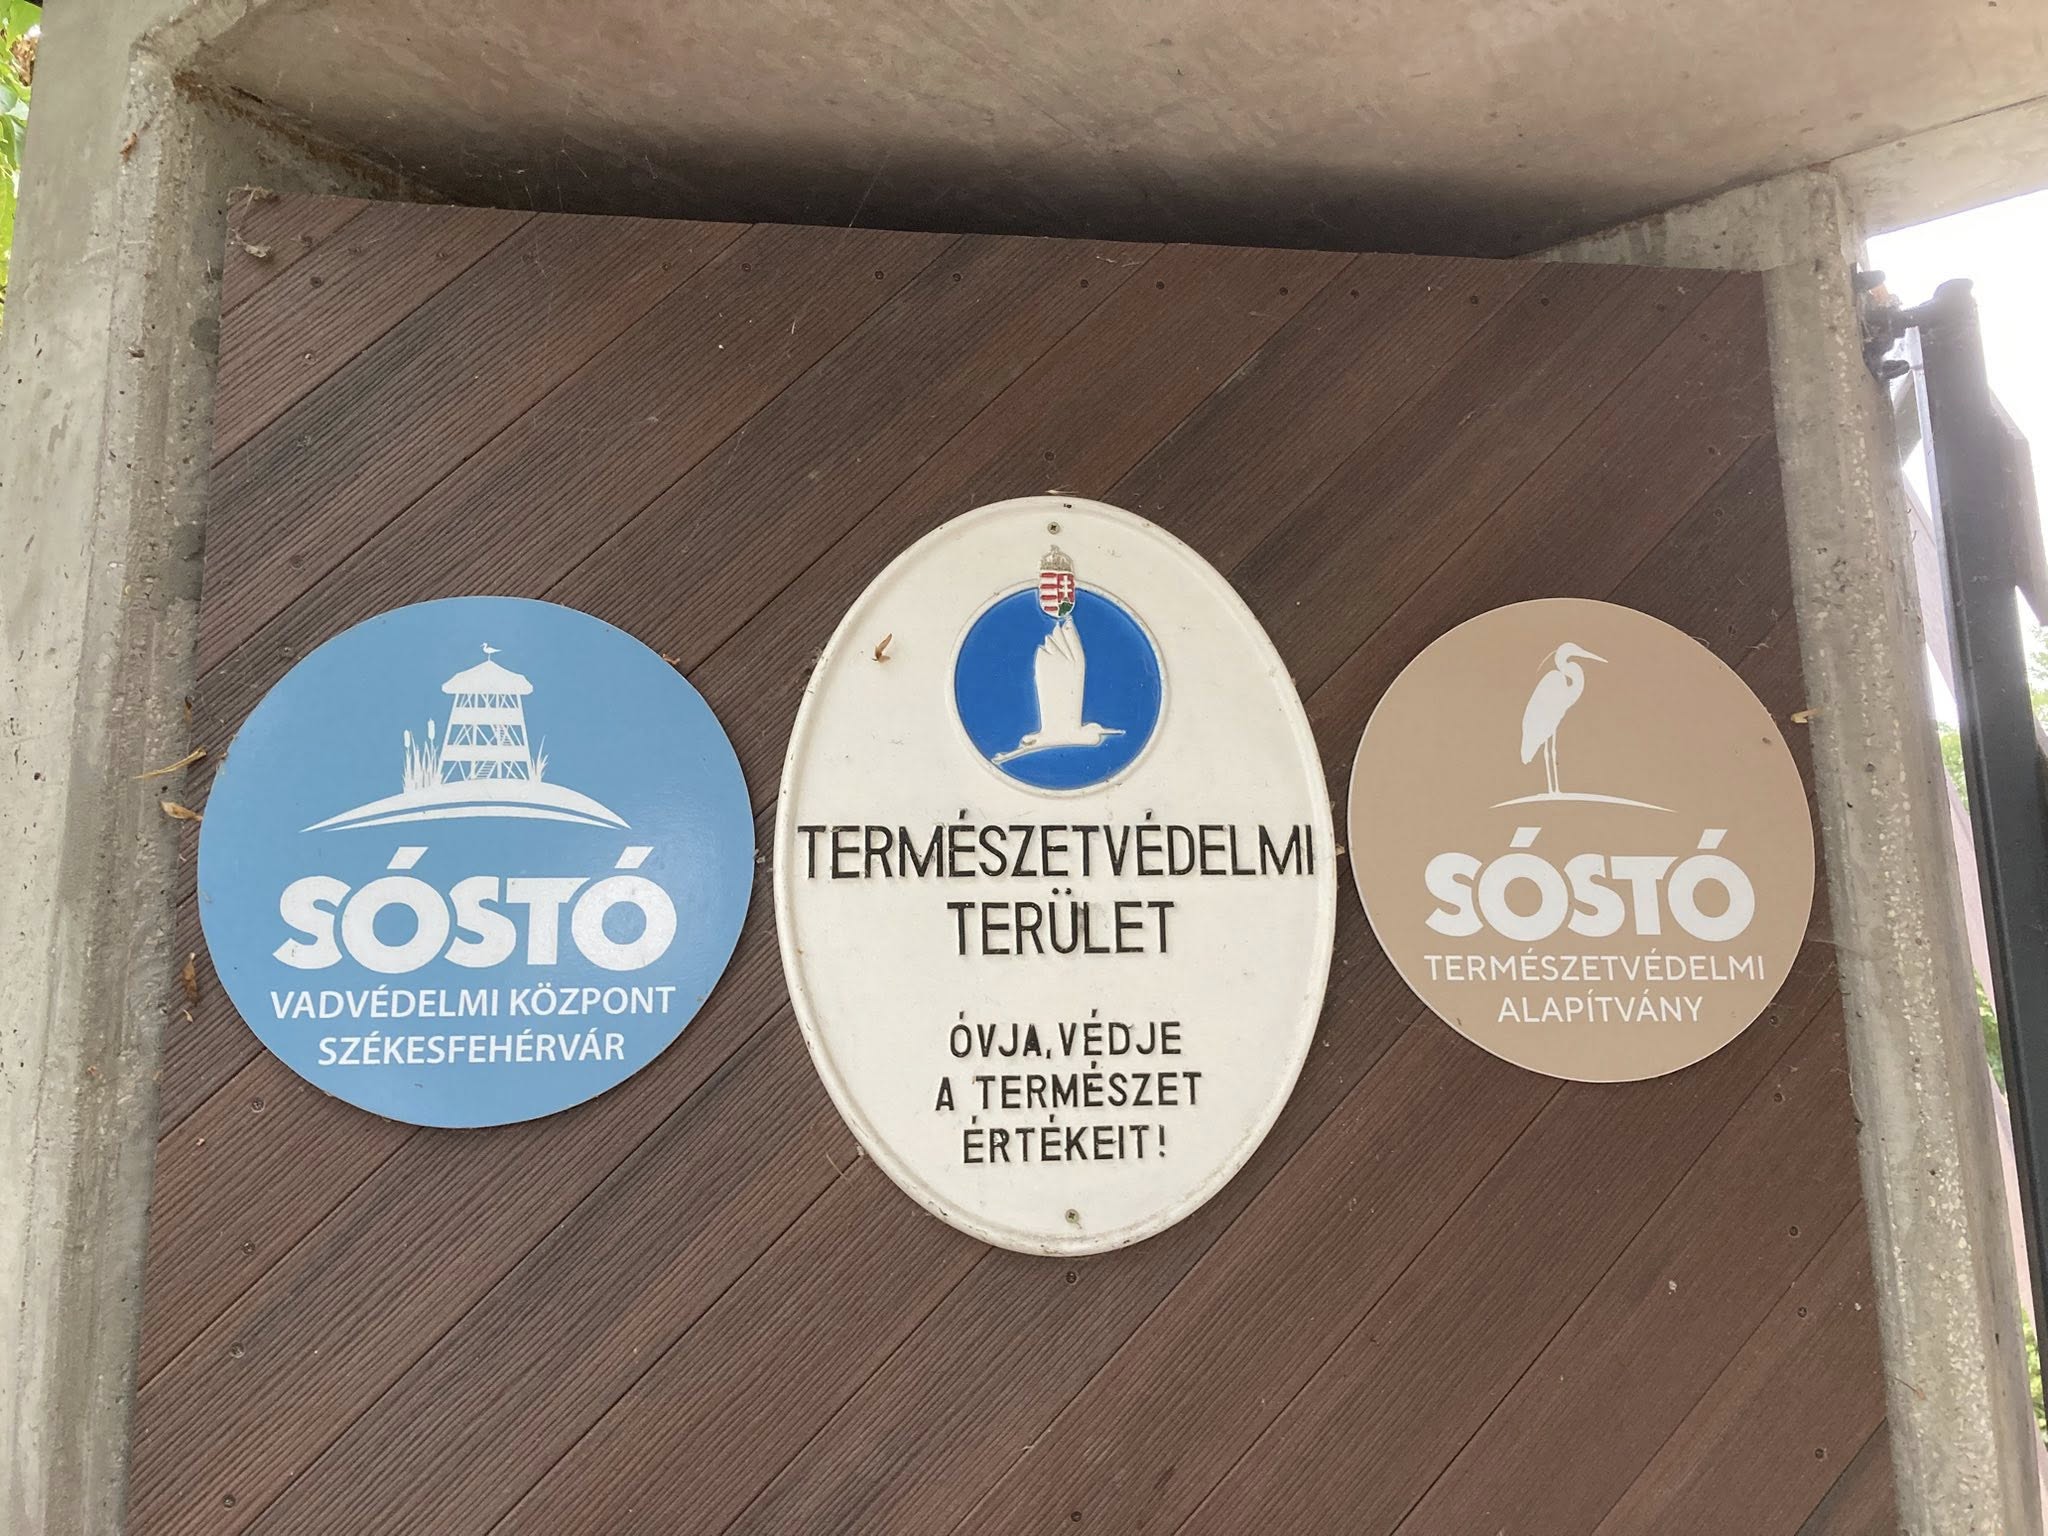 SÓSTÓ
VADVÉDELMI KÖZPONT
SZÉKESFEHÉRVÁR
TERMÉSZETVÉDELMI
TERÜLET
ÓVJA, VÉDJE
A TERMÉSZET
ÉRTÉKEIT!
SÓSTÓ
TERMÉSZETVÉDELMI
ALAPÍTVÁNY